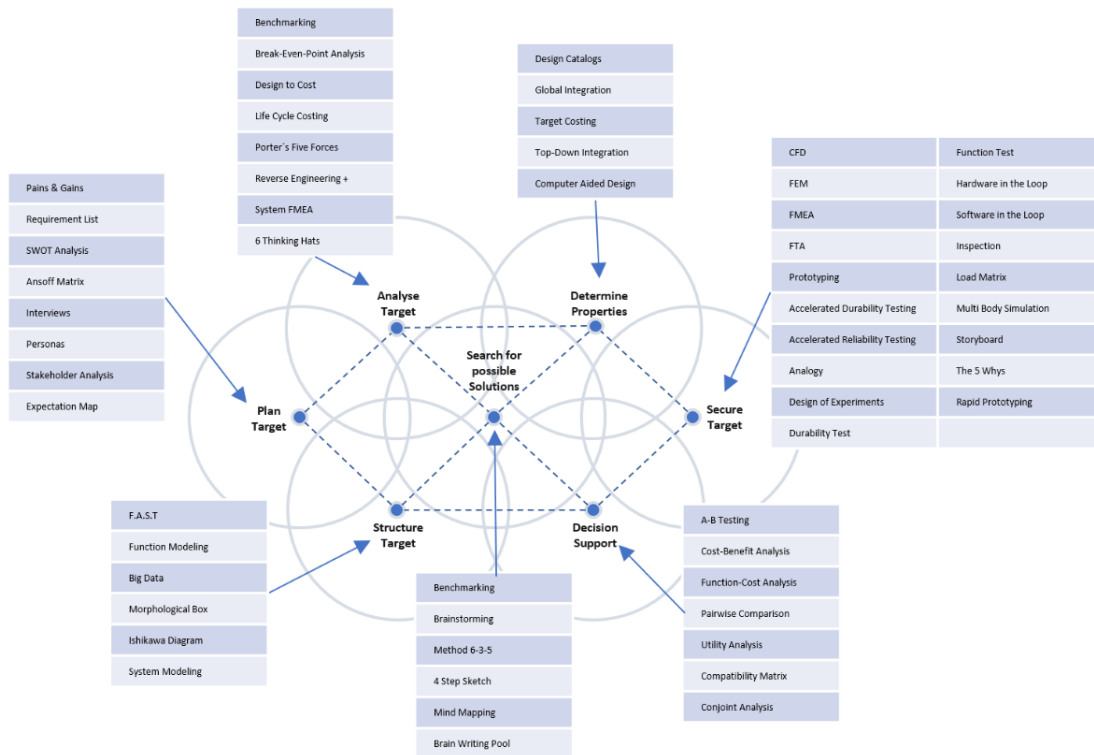 Benchmarking
Break-Even-Point Analysis
Design to Cost
Life Cycle Costing
Porter´s Five Forces
Reverse Engineering +
System FMEA
6 Thinking Hats
Design Catalogs
Global Integration
Target Costing
Top-Down Integration
Computer Aided Design
CFD
Function Test
FEM
Hardware in the Loop
FMEA
Software in the Loop
FTA
Inspection
Prototyping
Load Matrix
Accelerated Durability Testing
Multi Body Simulation
Accelerated Reliability Testing
Storyboard
Analogy
The 5 Whys
Design of Experiments
Rapid Prototyping
Durability Test
Pains & Gains
Requirement List
SWOT Analysis
Ansoff Matrix
Interviews
Personas
Stakeholder Analysis
Expectation Map
Analyse
Target
Determine
Properties
Search for
possible
Solutions
Plan
Target
Secure
Target
Structure
Target
Decision
Support
F.A.S.T
Function Modeling
Big Data
Morphological Box
Ishikawa Diagram
System Modeling
Benchmarking
Brainstorming
Method 6-3-5
4 Step Sketch
Mind Mapping
Brain Writing Pool
A-B Testing
Cost-Benefit Analysis
Function-Cost Analysis
Pairwise Comparison
Utility Analysis
Compatibility Matrix
Conjoint Analysis